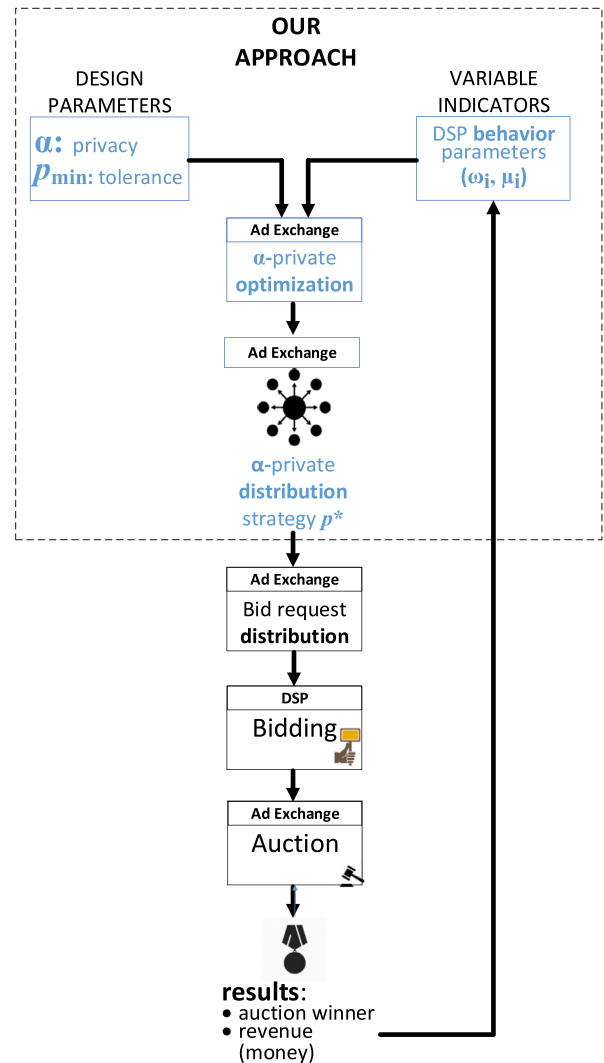 OUR
APPROACH
DESIGN
PARAMETERS
α: privacy
pmin: tolerance
VARIABLE
INDICATORS
DSP behavior
parameters
(ωi, μi)
Ad Exchange
α-private
optimization
Ad Exchange
α-private
distribution
strategy p*
Ad Exchange
Bid request
distribution
DSP
Bidding
Ad Exchange
Auction
results:
● auction winner
● revenue
(money)